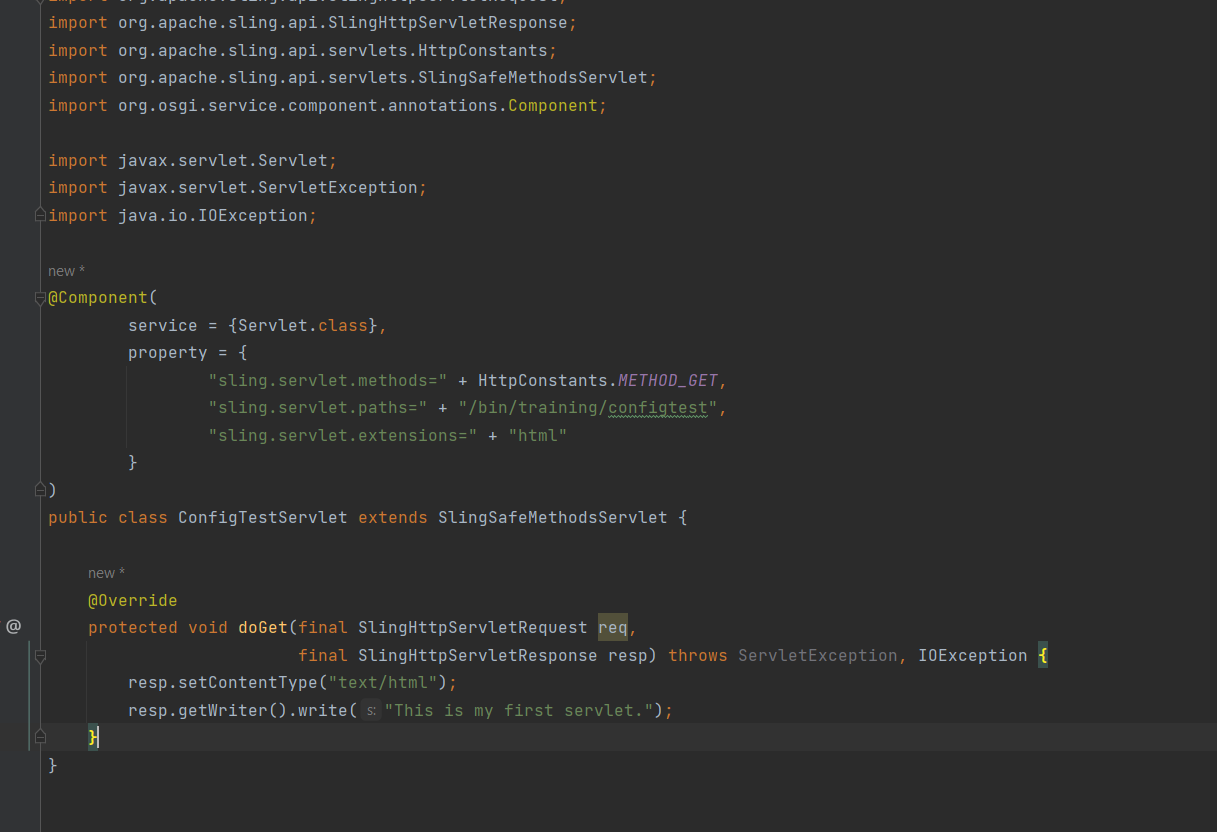 import org.apache.sling.api.SlingHttpServletRequest;
import org.apache.sling.api.SlingHttpServletResponse;
import org.apache.sling.api.servlets.HttpConstants;
import org.apache.sling.api.servlets.SlingSafeMethodsServlet;
import org.osgi.service.component.annotations.Component;
import javax.servlet.Servlet;
import javax.servlet.ServletException;
import java.io.IOException;
new *
@Component(
service = {Servlet.class},
property = {
"sling.servlet.methods=" + HttpConstants.METHOD_GET,
"sling.servlet.paths=" + "/bin/training/configtest",
"sling.servlet.extensions=" + "html"
}
)
public class ConfigTestServlet extends SlingSafeMethodsServlet {
new *
@Override
@ protected void doGet(final SlingHttpServletRequest req,
final SlingHttpServletResponse resp) throws ServletException, IOException {
resp.setContentType("text/html");
resp.getWriter().write( s: "This is my first servlet.");
}
}